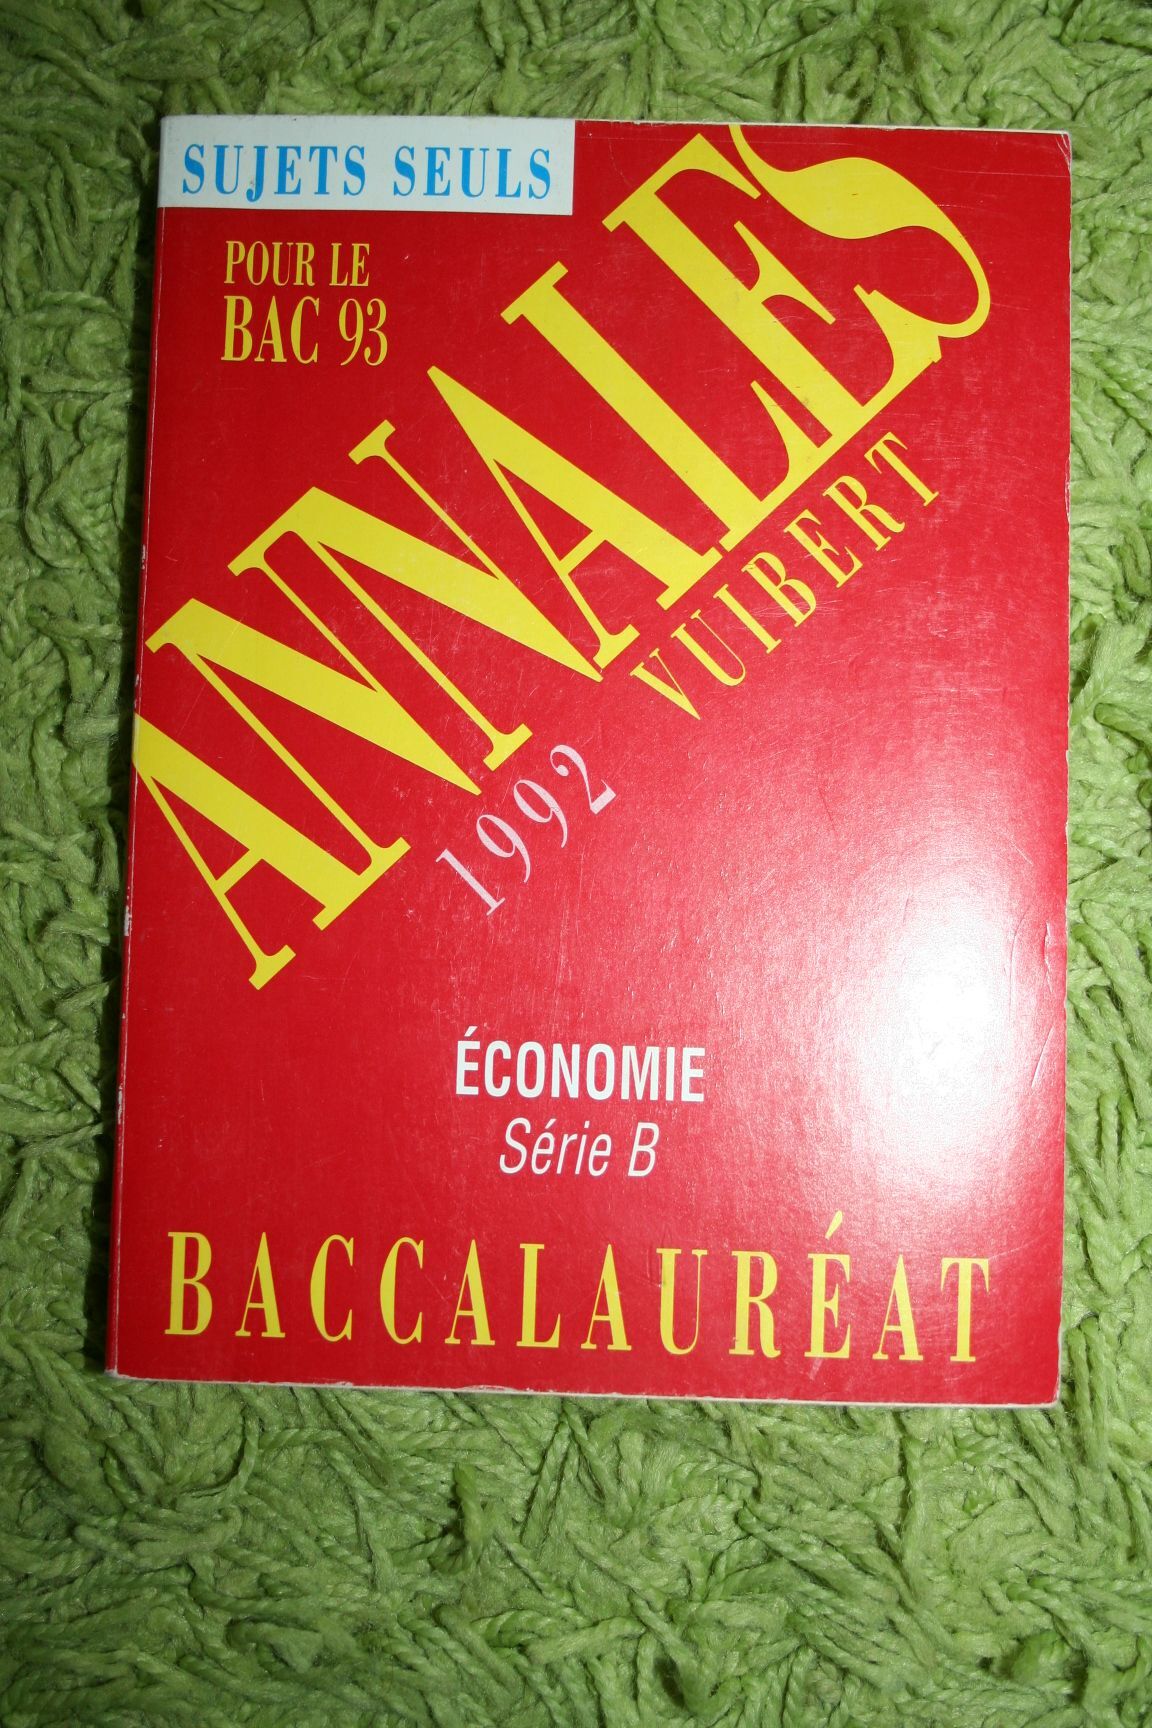 SUJETS SEULS
POUR LE
BAC 93
ANNALES
VUIBERT
1992
ÉCONOMIE
Série B
BACCALAURÉAT